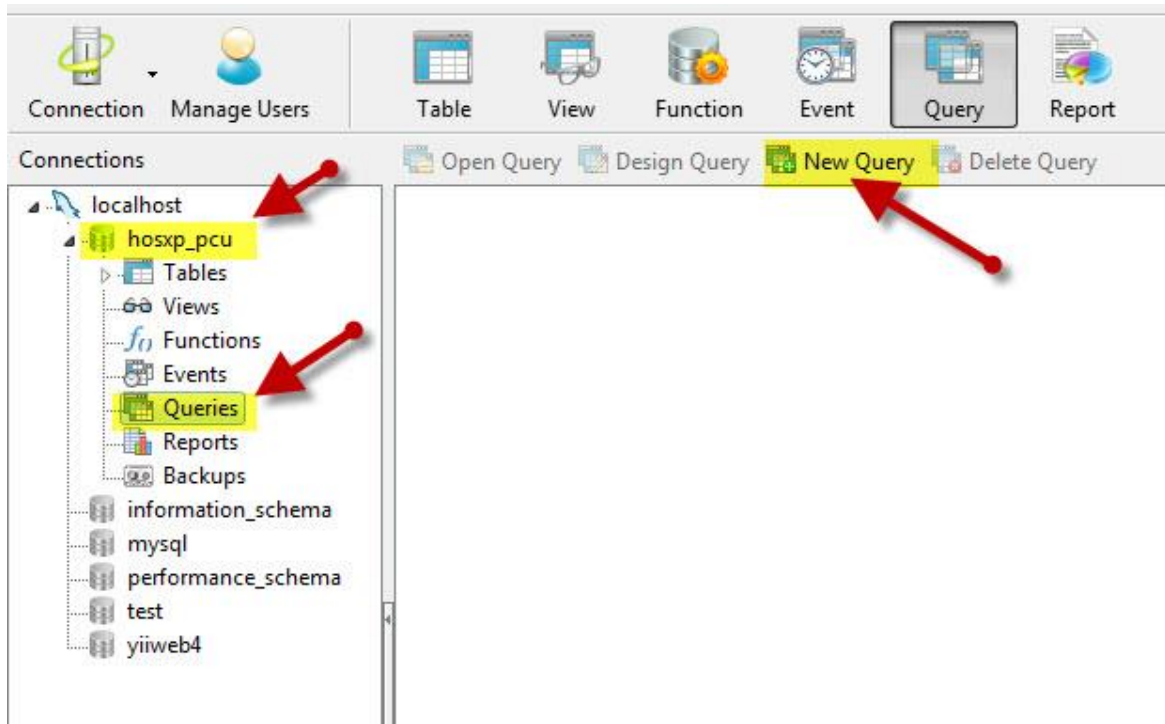 Connection Manage Users Table View Function Event Query Report
Connections Open Query Design Query New Query Delete Query
localhost
hosxp_pcu
Tables
Views
f() Functions
Events
Queries
Reports
Backups
information_schema
mysql
performance_schema
test
yiiweb4